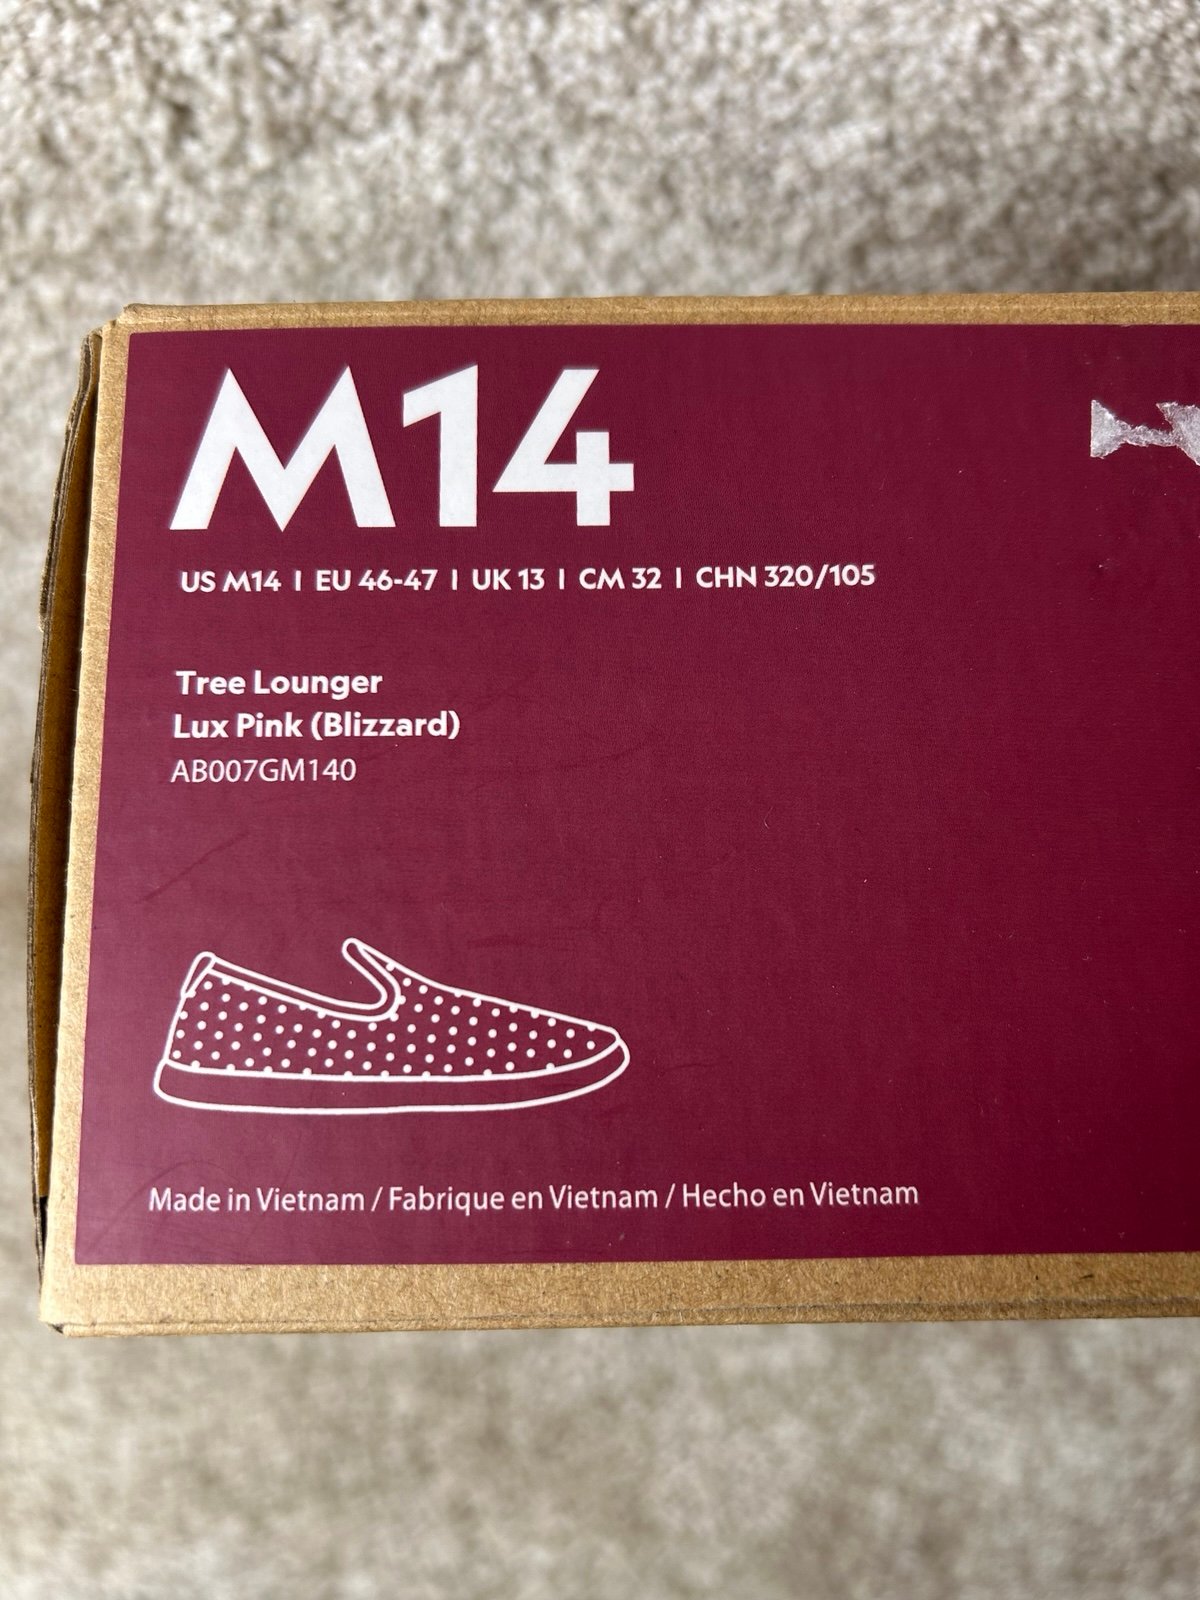 M14
US M14 I EU 46-47 I UK 13 I CM 32 I CHN 320/105
Tree Lounger
Lux Pink (Blizzard)
AB007GM140
Made in Vietnam / Fabrique en Vietnam / Hecho en Vietnam